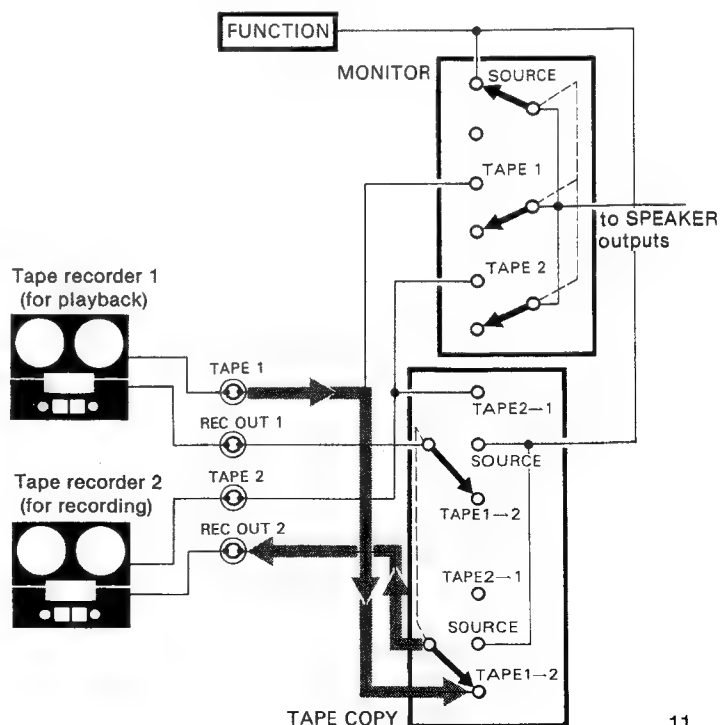 FUNCTION
MONITOR
SOURCE
TAPE 1
to SPEAKER
outputs
TAPE 2
Tape recorder 1
(for playback)
TAPE 1
REC OUT 1
TAPE2→1
SOURCE
TAPE1→2
Tape recorder 2
(for recording)
TAPE 2
REC OUT 2
TAPE2→1
SOURCE
TAPE1→2
TAPE COPY
11